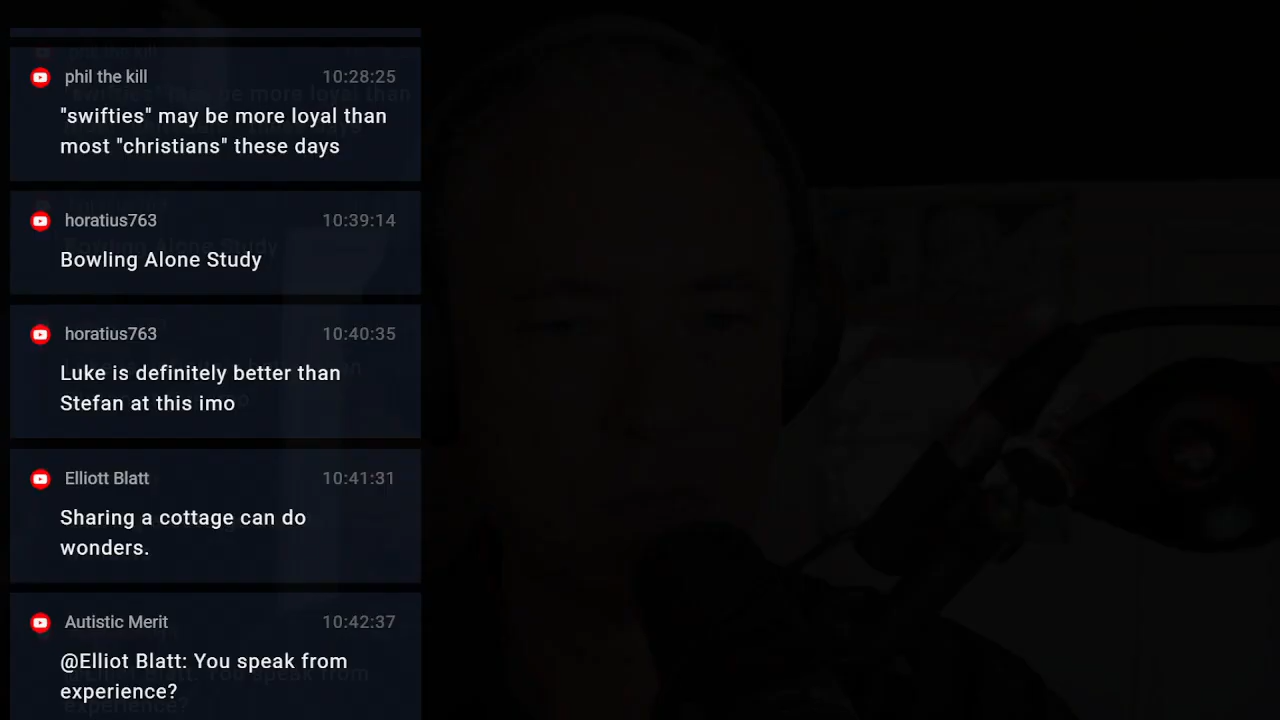 phil the kill 10:28:25
"swifties" may be more loyal than
most "christians" these days
horatius763 10:39:14
Bowling Alone Study
horatius763 10:40:35
Luke is definitely better than
Stefan at this imo
Elliott Blatt 10:41:31
Sharing a cottage can do
wonders.
Autistic Merit 10:42:37
@Elliot Blatt: You speak from
experience?